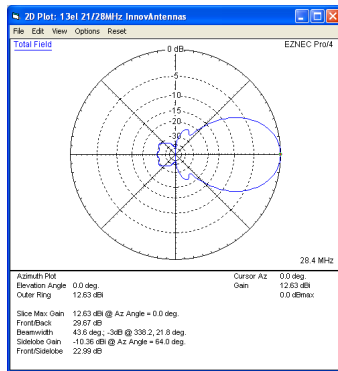 2D Plot: 13el 21/28MHz InnovAntennas
File Edit View Options Reset
Total Field
EZNEC Pro/4
0 dB
-5
-10
-15
-20
-30
28.4 MHz
Azimuth Plot
Elevation Angle 0.0 deg.
Outer Ring 12.63 dBi
Cursor Az 0.0 deg.
Gain 12.63 dBi
0.0 dBmax
Slice Max Gain 12.63 dBi @ Az Angle = 0.0 deg.
Front/Back 29.67 dB
Beamwidth 43.6 deg.; -3dB @ 338.2, 21.8 deg.
Sidelobe Gain -10.36 dBi @ Az Angle = 64.0 deg.
Front/Sidelobe 22.99 dB